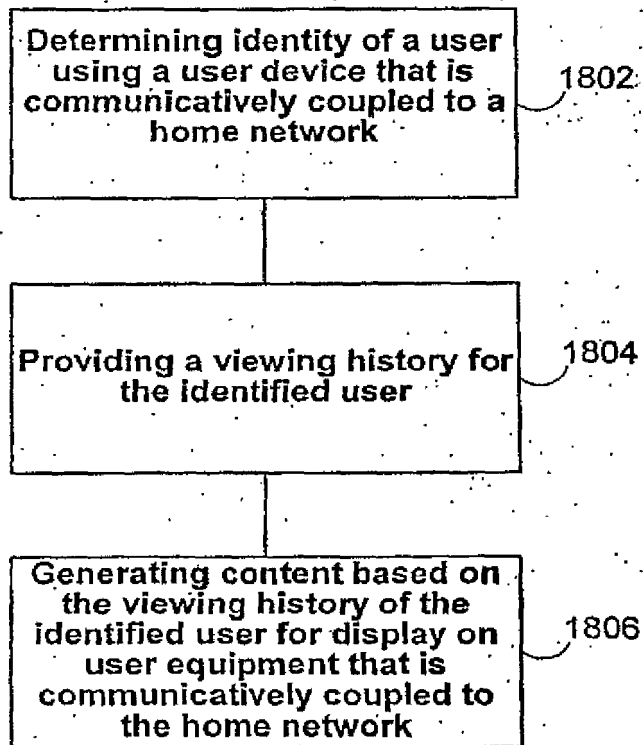 Determining identity of a user
using a user device that is
communicatively coupled to a
home network
1802
Providing a viewing history for
the identified user
1804
Generating content based on
the viewing history of the
identified user for display on
user equipment that is
communicatively coupled to
the home network
1806